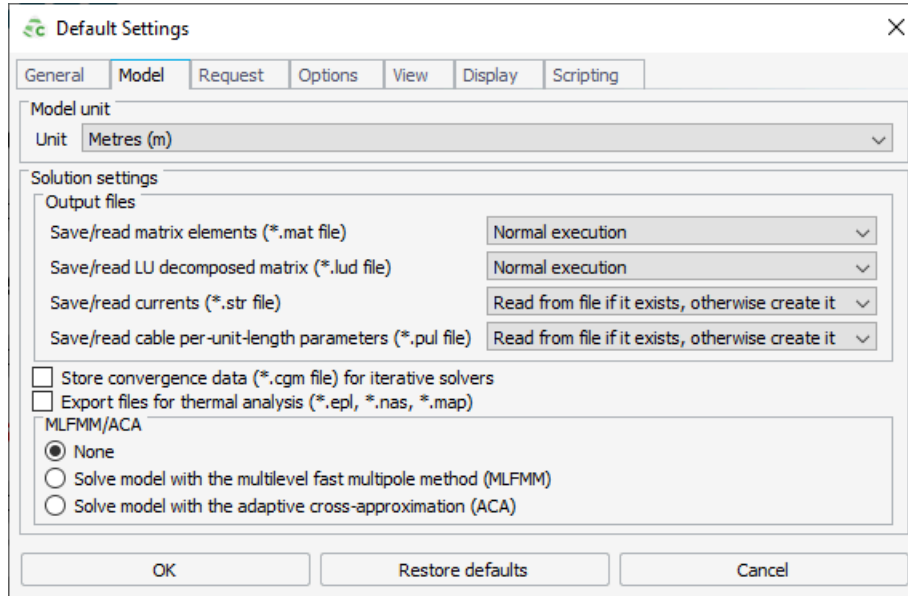 Default Settings
General Model Request Options View Display Scripting
Model unit
Unit Metres (m)
Solution settings
Output files
Save/read matrix elements (*.mat file) Normal execution
Save/read LU decomposed matrix (*.lud file) Normal execution
Save/read currents (*.str file) Read from file if it exists, otherwise create it
Save/read cable per-unit-length parameters (*.pul file) Read from file if it exists, otherwise create it
Store convergence data (*.cgm file) for iterative solvers
Export files for thermal analysis (*.epl, *.nas, *.map)
MLFMM/ACA
None
Solve model with the multilevel fast multipole method (MLFMM)
Solve model with the adaptive cross-approximation (ACA)
OK Restore defaults Cancel